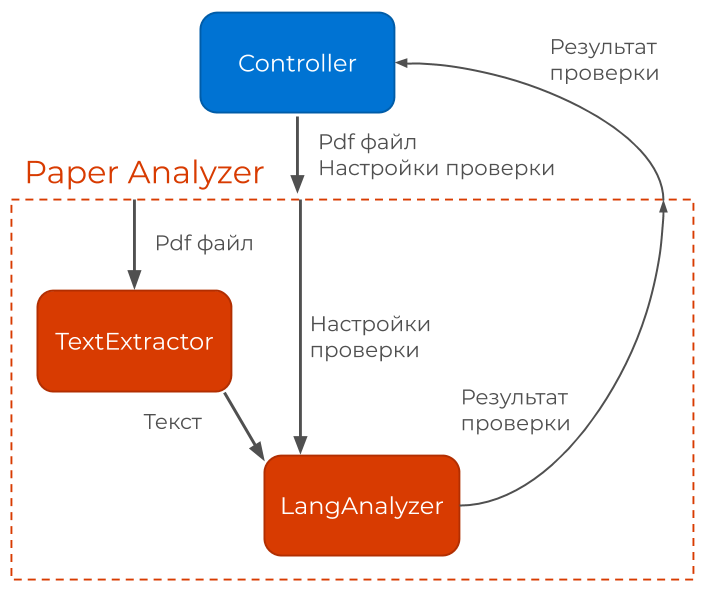 Controller
Результат
проверки
Pdf файл
Настройки проверки
Paper Analyzer
Pdf файл
TextExtractor
Настройки
проверки
Текст
Результат
проверки
LangAnalyzer